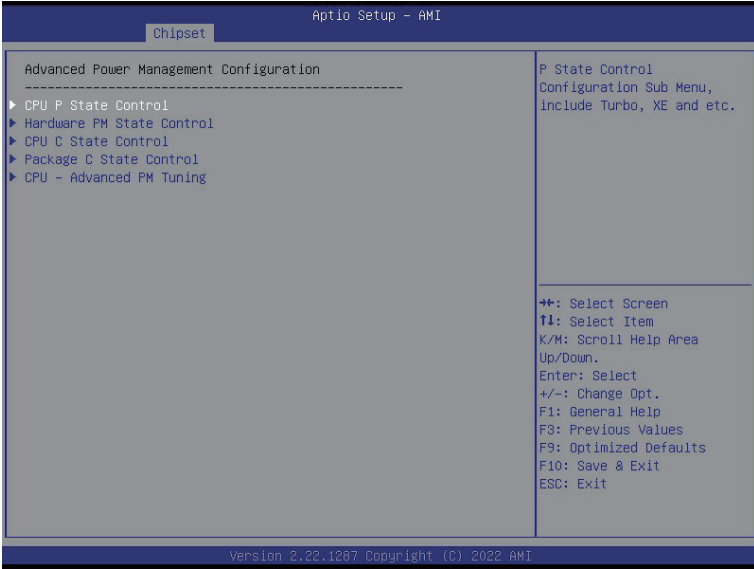 Aptio Setup – AMI
Chipset
Advanced Power Management Configuration
--------------------------------------------------
▶ CPU P State Control
▶ Hardware PM State Control
▶ CPU C State Control
▶ Package C State Control
▶ CPU – Advanced PM Tuning
P State Control
Configuration Sub Menu,
include Turbo, XE and etc.
→←: Select Screen
↑↓: Select Item
K/M: Scroll Help Area
Up/Down.
Enter: Select
+/-: Change Opt.
F1: General Help
F3: Previous Values
F9: Optimized Defaults
F10: Save & Exit
ESC: Exit
Version 2.22.1287 Copyright (C) 2022 AMI